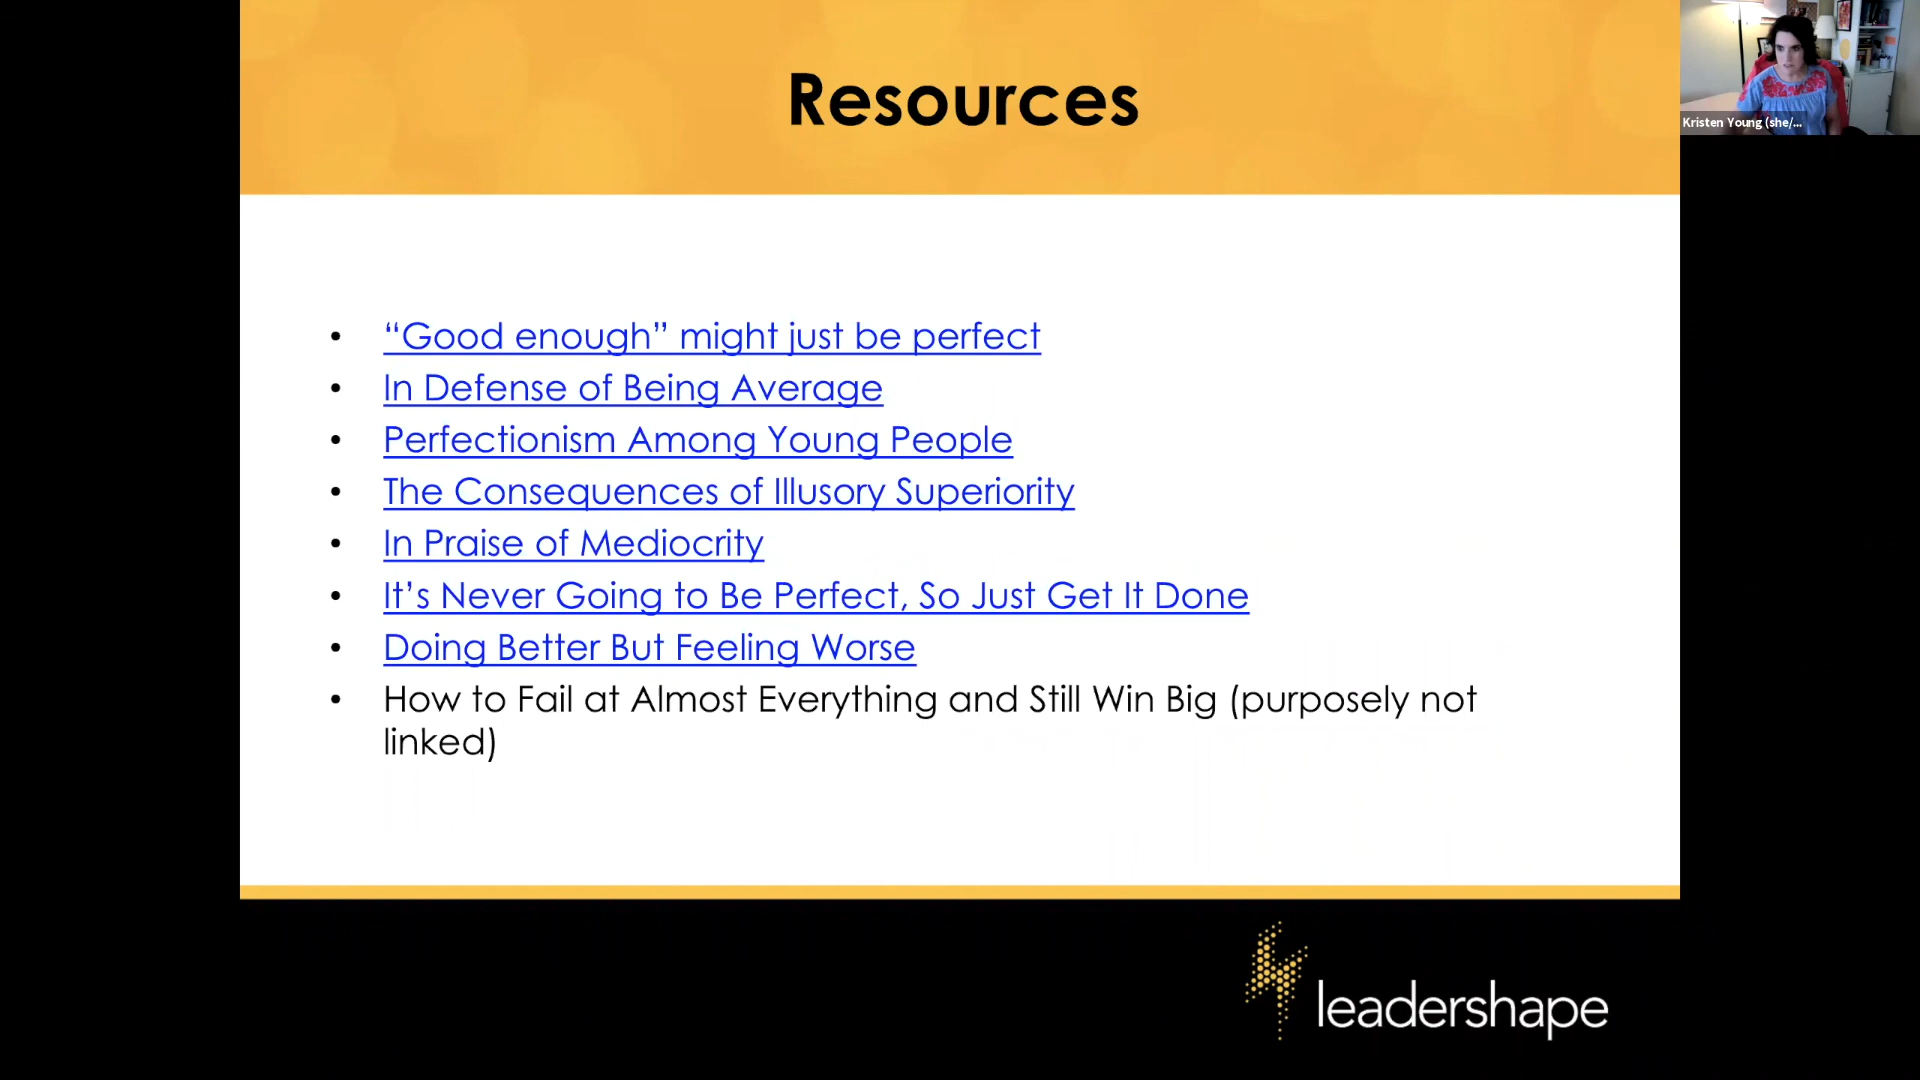 Resources
Kristen Young (she/...
• “Good enough” might just be perfect
• In Defense of Being Average
• Perfectionism Among Young People
• The Consequences of Illusory Superiority
• In Praise of Mediocrity
• It’s Never Going to Be Perfect, So Just Get It Done
• Doing Better But Feeling Worse
• How to Fail at Almost Everything and Still Win Big (purposely not
linked)
leadershape